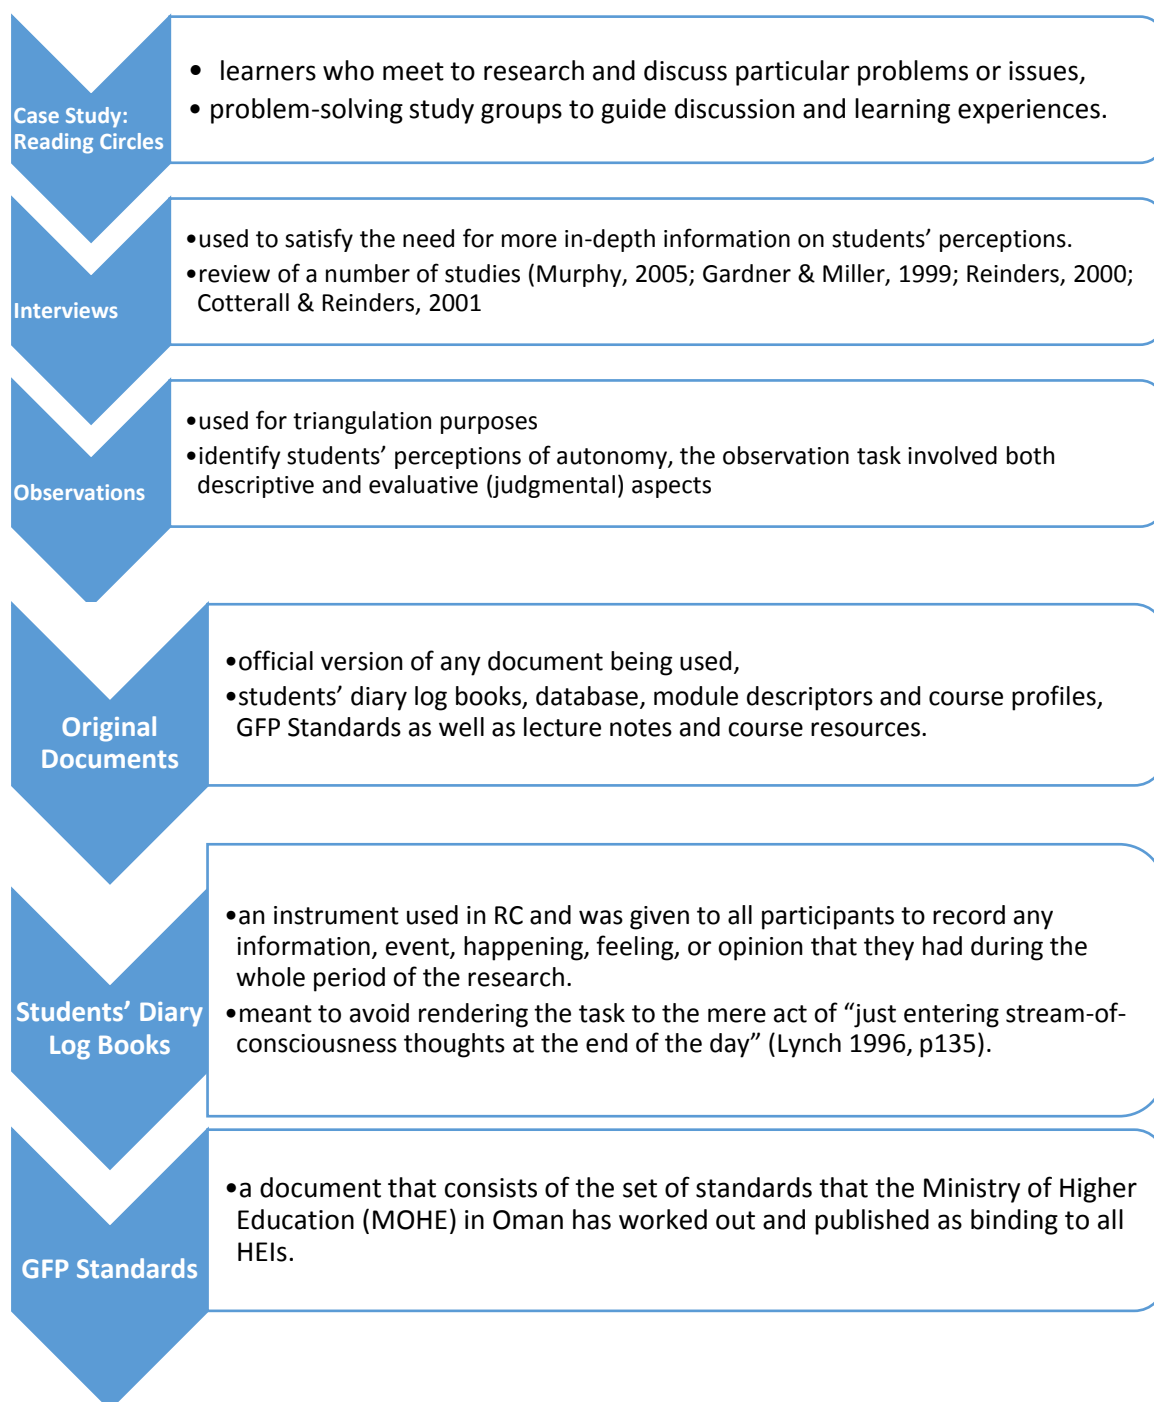 Case Study:
Reading Circles
• learners who meet to research and discuss particular problems or issues,
• problem-solving study groups to guide discussion and learning experiences.
Interviews
•used to satisfy the need for more in-depth information on students’ perceptions.
•review of a number of studies (Murphy, 2005; Gardner & Miller, 1999; Reinders, 2000;
Cotterall & Reinders, 2001
Observations
•used for triangulation purposes
•identify students’ perceptions of autonomy, the observation task involved both
descriptive and evaluative (judgmental) aspects
Original
Documents
•official version of any document being used,
•students’ diary log books, database, module descriptors and course profiles,
GFP Standards as well as lecture notes and course resources.
Students’ Diary
Log Books
•an instrument used in RC and was given to all participants to record any
information, event, happening, feeling, or opinion that they had during the
whole period of the research.
•meant to avoid rendering the task to the mere act of “just entering stream-of-
consciousness thoughts at the end of the day” (Lynch 1996, p135).
GFP Standards
•a document that consists of the set of standards that the Ministry of Higher
Education (MOHE) in Oman has worked out and published as binding to all
HEIs.